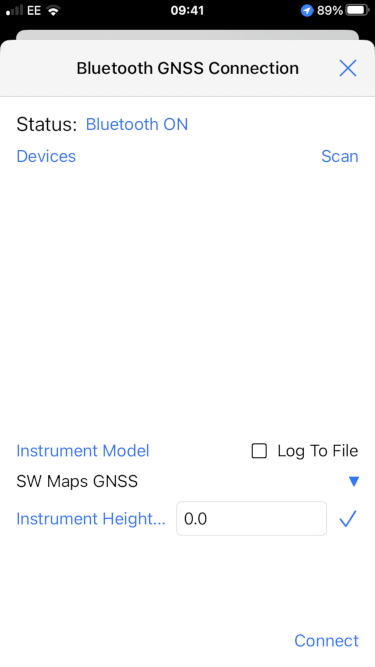 EE 09:41 89%
Bluetooth GNSS Connection
Status: Bluetooth ON
Devices Scan
Instrument Model Log To File
SW Maps GNSS
Instrument Height... 0.0
Connect